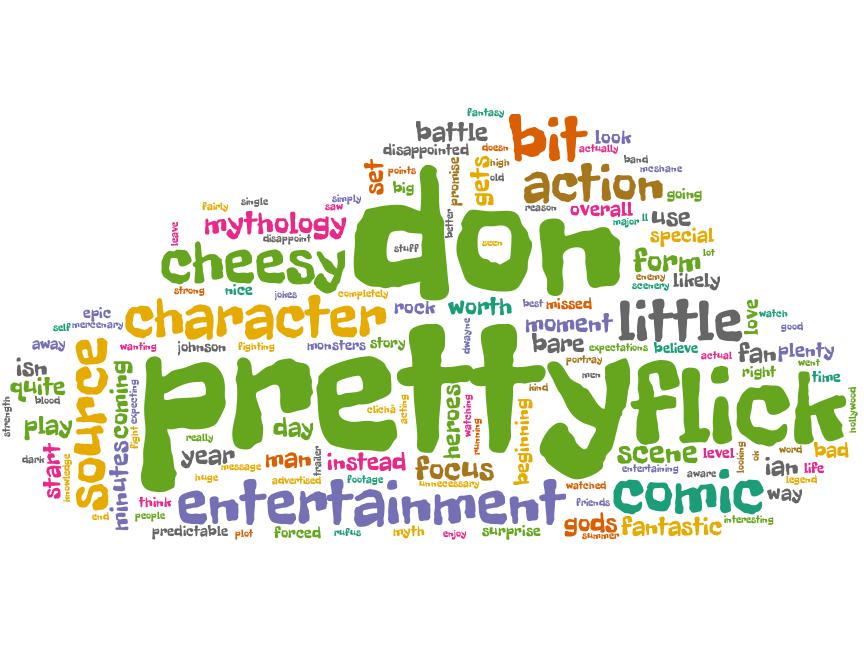 fantasy
battle
bit
look
disappointed
doesn
actually
set
points
promise
gets
high
band
mcshane
big
old
action
going
fairly
single
simply
saw
don
better
reason
overall
major
ll
use
leave
mythology
disappoint
stuff
seen
special
cheesy
form
lot
enemy
scenery
likely
strong
nice
jokes
completely
epic
self
mercenary
character
rock
worth
best
missed
little
love
watch
good
moment
away
wanting
johnson
fighting
monsters
story
dwayne
bare
expectations
believe
actual
fan
plenty
isn
source
pretty
portray
men
right
went
time
quite
blood
coming
flick
hollywood
strength
expecting
fight
clichã
acting
heroes
watching
running
kind
beginning
play
day
really
dark
start
knowledge
minutes
year
message
man
trailer
instead
focus
scene
level
looking
ok
word
bad
entertaining
aware
ian
life
huge
advertised
footage
unnecessary
watched
legend
think
entertainment
friends
comic
way
end
people
predictable
plot
forced
rufus
myth
enjoy
surprise
gods
summer
fantastic
interesting